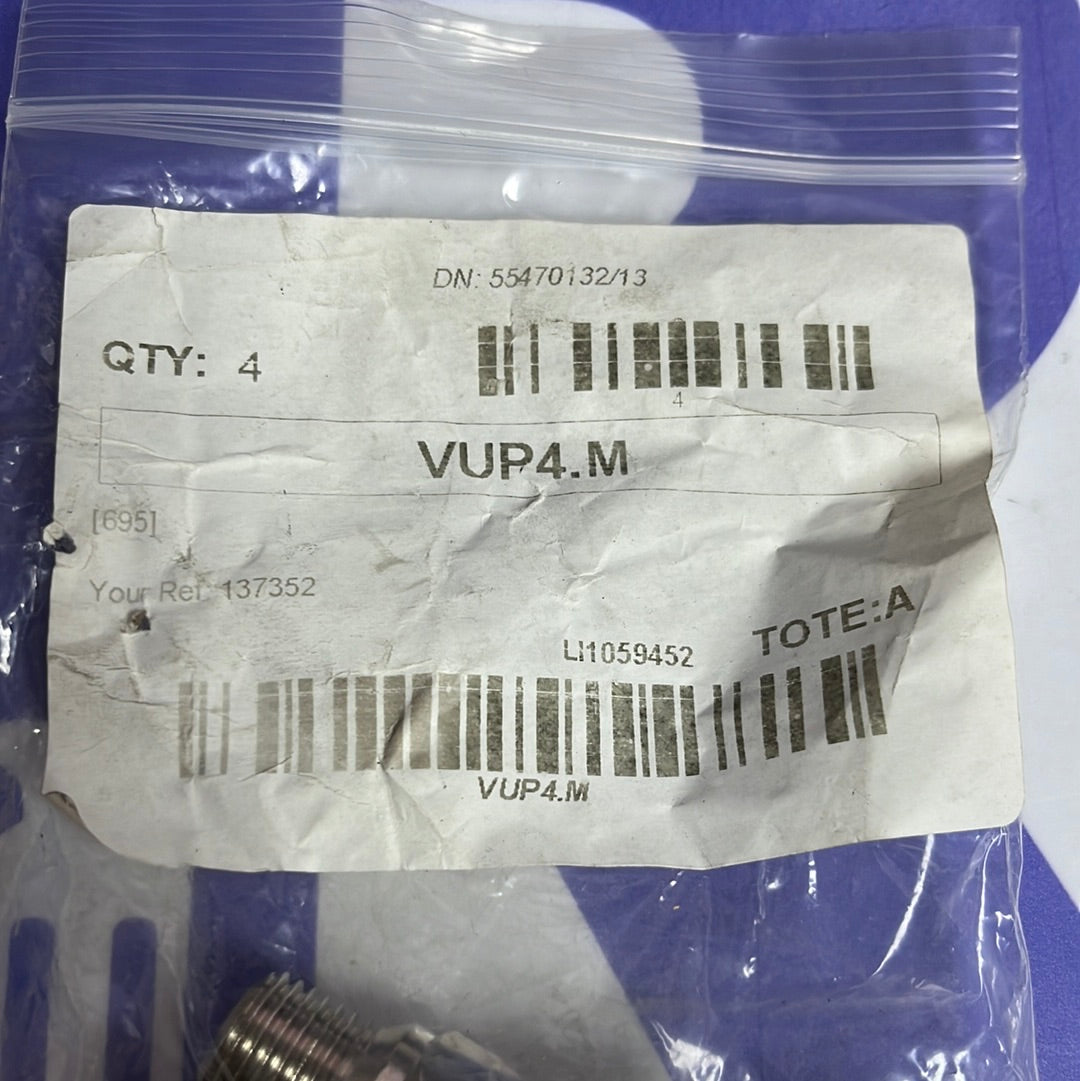 DN: 55470132/13
QTY: 4
4
VUP4.M
[695]
Your Ref: 137352
TOTE:A
LI1059452
VUP4.M